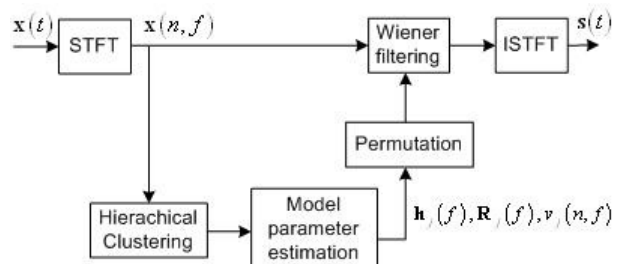 x(t)
STFT
x(n, f)
Wiener
filtering
ISTFT
s(t)
Permutation
Hierachical
Clustering
Model
parameter
estimation
h_j(f), R_j(f), v_j(n, f)